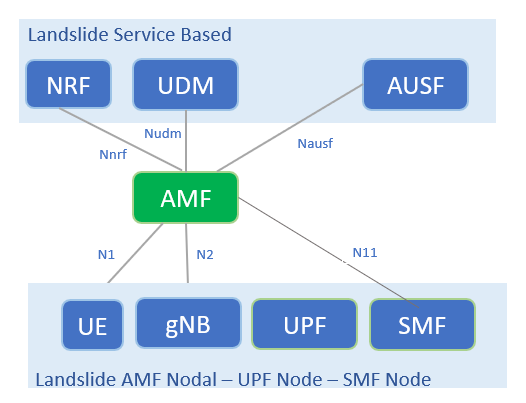 Landslide Service Based
NRF
UDM
AUSF
Nudm
Nnrf
Nausf
AMF
N1
N2
N11
UE
gNB
UPF
SMF
Landslide AMF Nodal – UPF Node – SMF Node